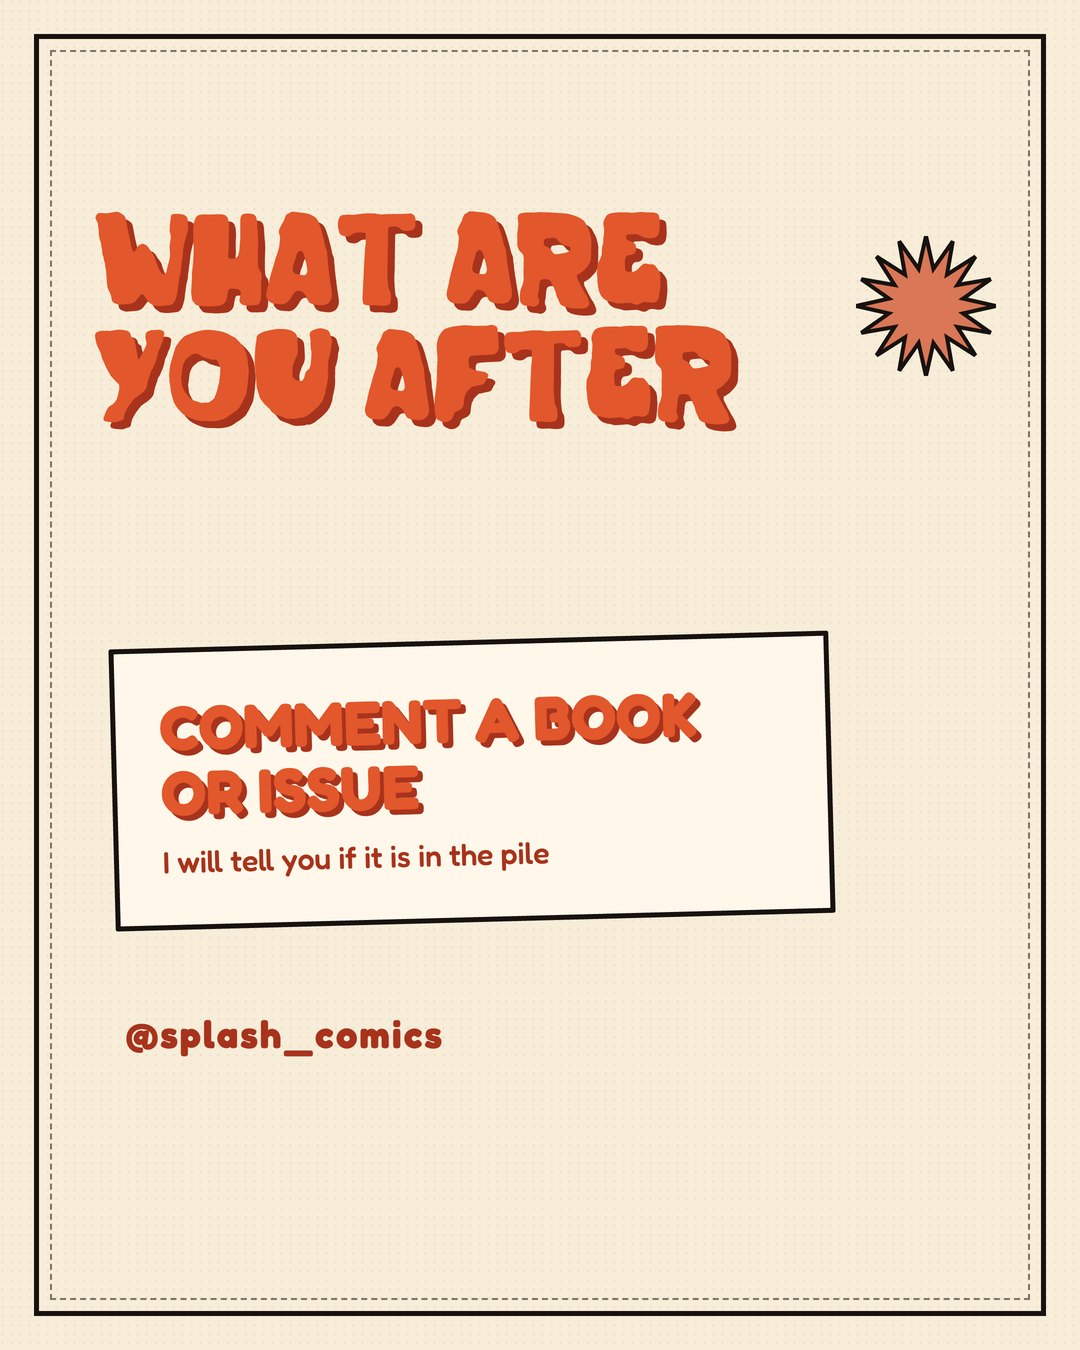 WHAT ARE
YOU AFTER
COMMENT A BOOK
OR ISSUE
I will tell you if it is in the pile
@splash_comics